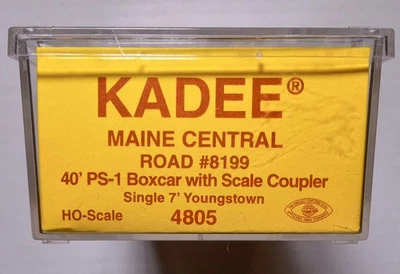 KADEE®
MAINE CENTRAL
ROAD #8199
40' PS-1 Boxcar with Scale Coupler
Single 7' Youngstown
HO-Scale 4805